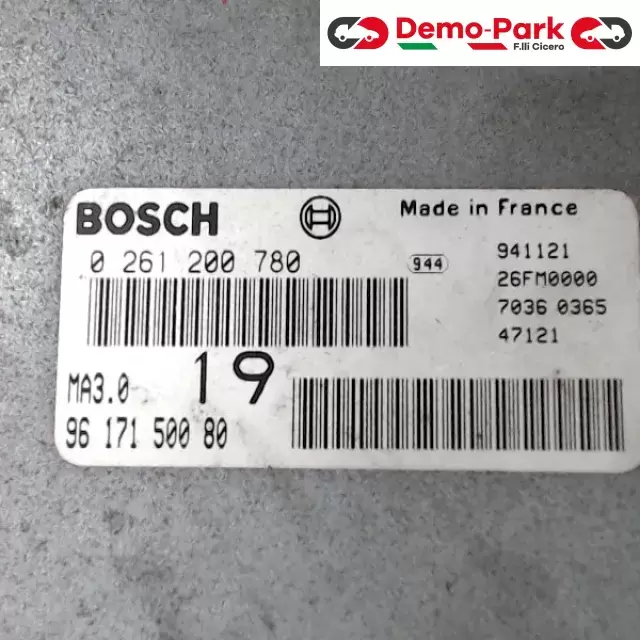 Demo-Park
F.lli Cicero
BOSCH
Made in France
0 261 200 780
944
941121
26FM0000
7036 0365
47121
MA3.0
19
96 171 500 80